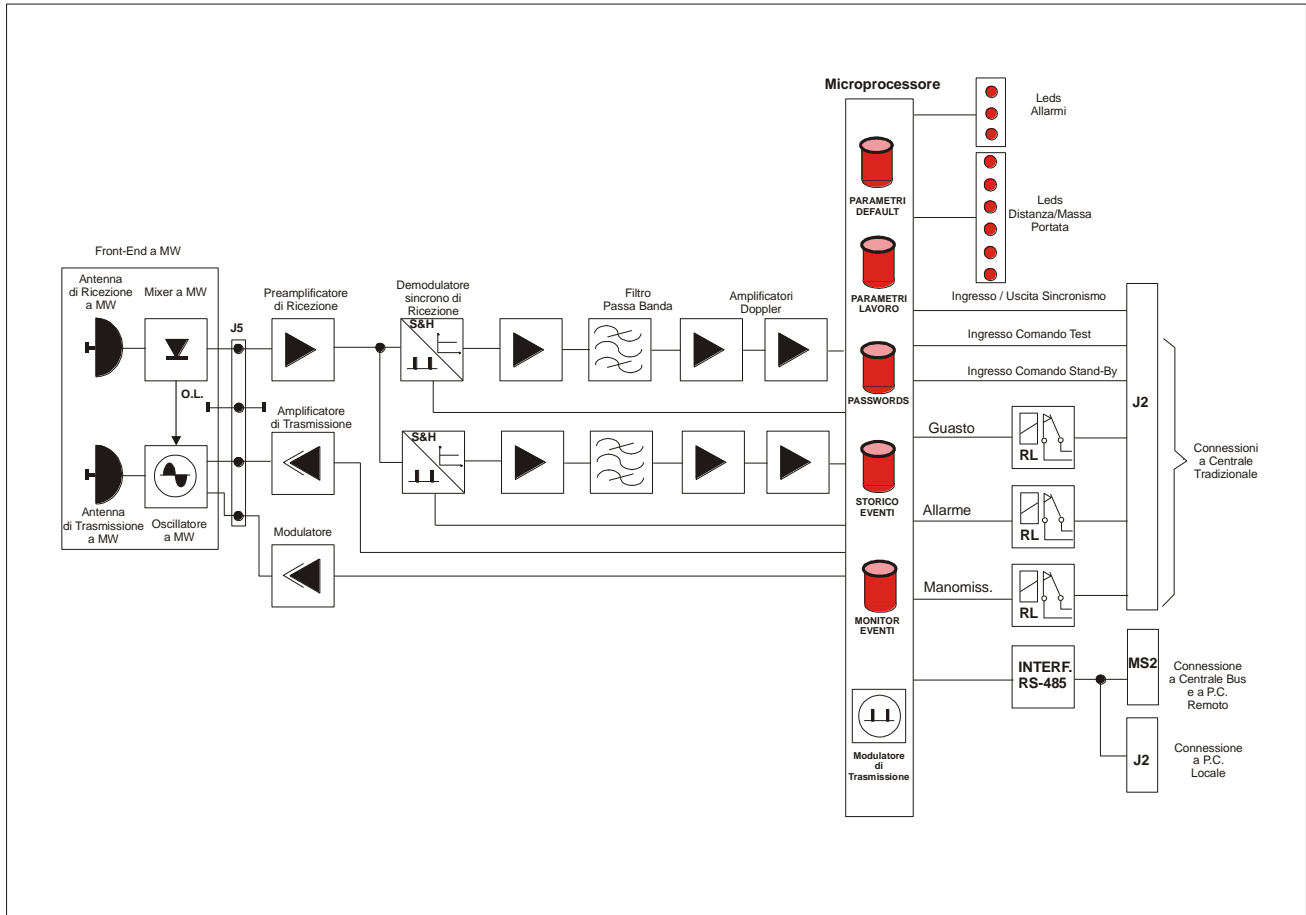 Microprocessore
Leds
Allarmi
PARAMETRI
DEFAULT
Leds
Distanza/Massa
Portata
Front-End a MW
Antenna
di Ricezione
a MW
Mixer a MW
Preamplificatore
di Ricezione
Demodulatore
sincrono di
Ricezione
Filtro
Passa Banda
Amplificatori
Doppler
PARAMETRI
LAVORO
Ingresso / Uscita Sincronismo
J5
S&H
Ingresso Comando Test
Ingresso Comando Stand-By
O.L.
PASSWORDS
J2
Amplificatore
di Trasmissione
S&H
Guasto
RL
Connessioni
a Centrale
Tradizionale
Antenna
di Trasmissione
a MW
Oscillatore
a MW
STORICO
EVENTI
Allarme
RL
Modulatore
Manomiss.
RL
MONITOR
EVENTI
INTERF.
RS-485
MS2
Connessione
a Centrale Bus
e a P.C.
Remoto
Modulatore
di
Trasmissione
J2
Connessione
a P.C.
Locale